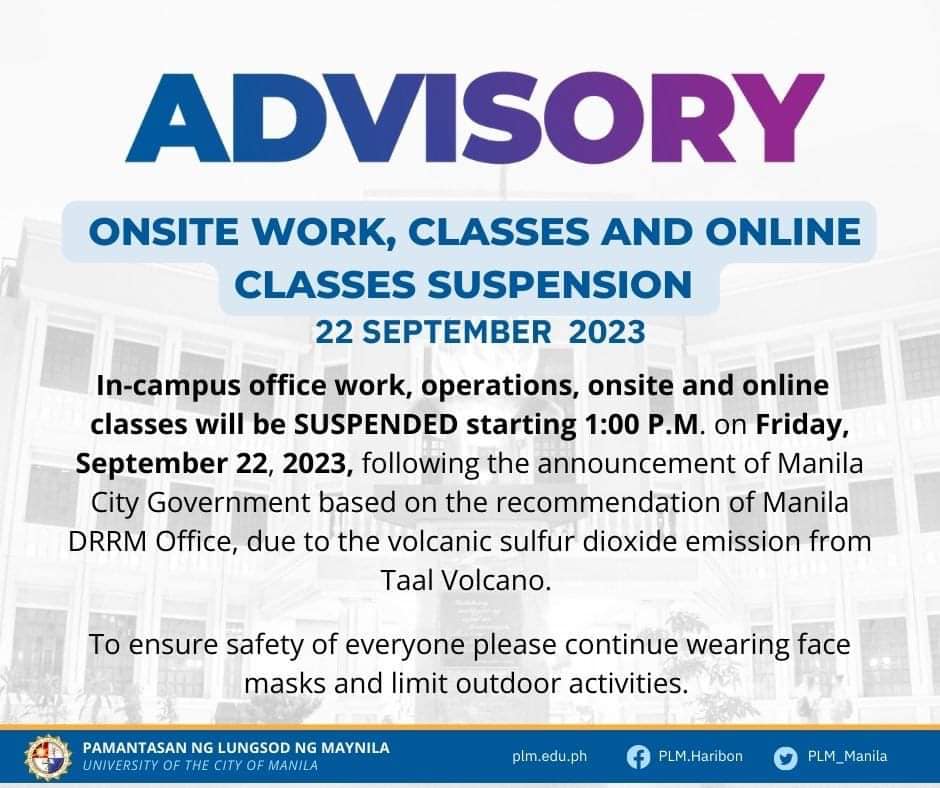 ADVISORY
ONSITE WORK, CLASSES AND ONLINE
CLASSES SUSPENSION
22 SEPTEMBER 2023
In-campus office work, operations, onsite and online
classes will be SUSPENDED starting 1:00 P.M. on Friday,
September 22, 2023, following the announcement of Manila
City Government based on the recommendation of Manila
DRRM Office, due to the volcanic sulfur dioxide emission from
Taal Volcano.
To ensure safety of everyone please continue wearing face
masks and limit outdoor activities.
PAMANTASAN NG LUNGSOD NG MAYNILA
UNIVERSITY OF THE CITY OF MANILA
plm.edu.ph
PLM.Haribon
PLM_Manila